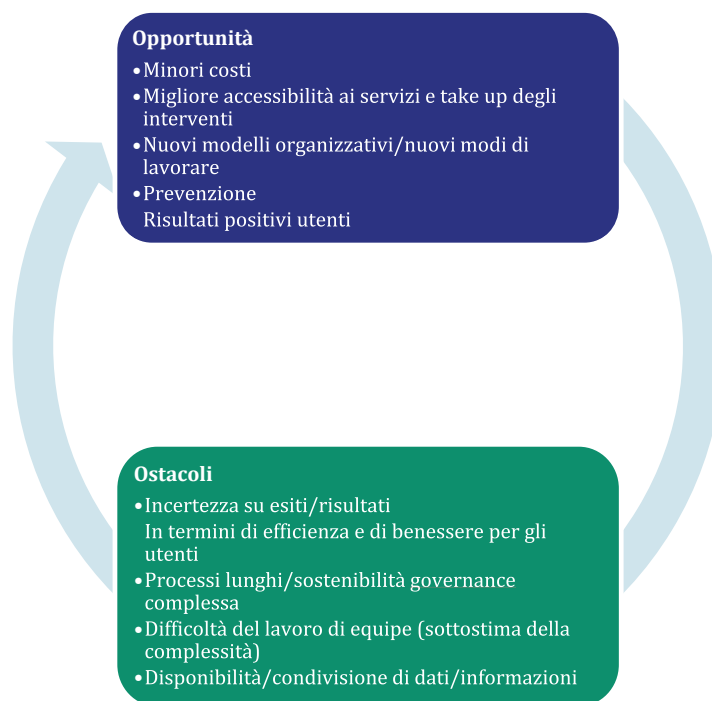 Opportunità
•Minori costi
•Migliore accessibilità ai servizi e take up degli
interventi
•Nuovi modelli organizzativi/nuovi modi di
lavorare
•Prevenzione
Risultati positivi utenti
Ostacoli
•Incertezza su esiti/risultati
In termini di efficienza e di benessere per gli
utenti
•Processi lunghi/sostenibilità governance
complessa
•Difficoltà del lavoro di equipe (sottostima della
complessità)
•Disponibilità/condivisione di dati/informazioni